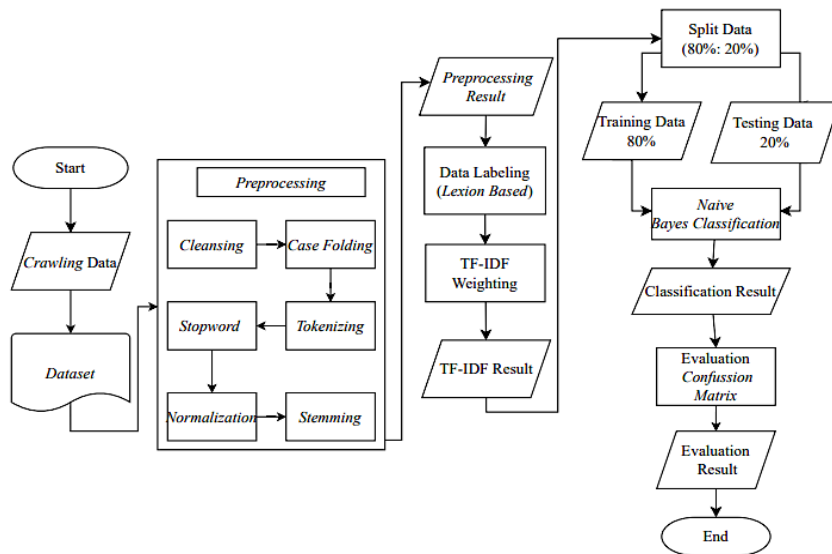 Start
Crawling Data
Dataset
Preprocessing
Cleansing
Case Folding
Stopword
Tokenizing
Normalization
Stemming
Preprocessing
Result
Data Labeling
(Lexion Based)
TF-IDF
Weighting
TF-IDF Result
Split Data
(80%: 20%)
Training Data
80%
Testing Data
20%
Naive
Bayes Classification
Classification Result
Evaluation
Confussion
Matrix
Evaluation
Result
End